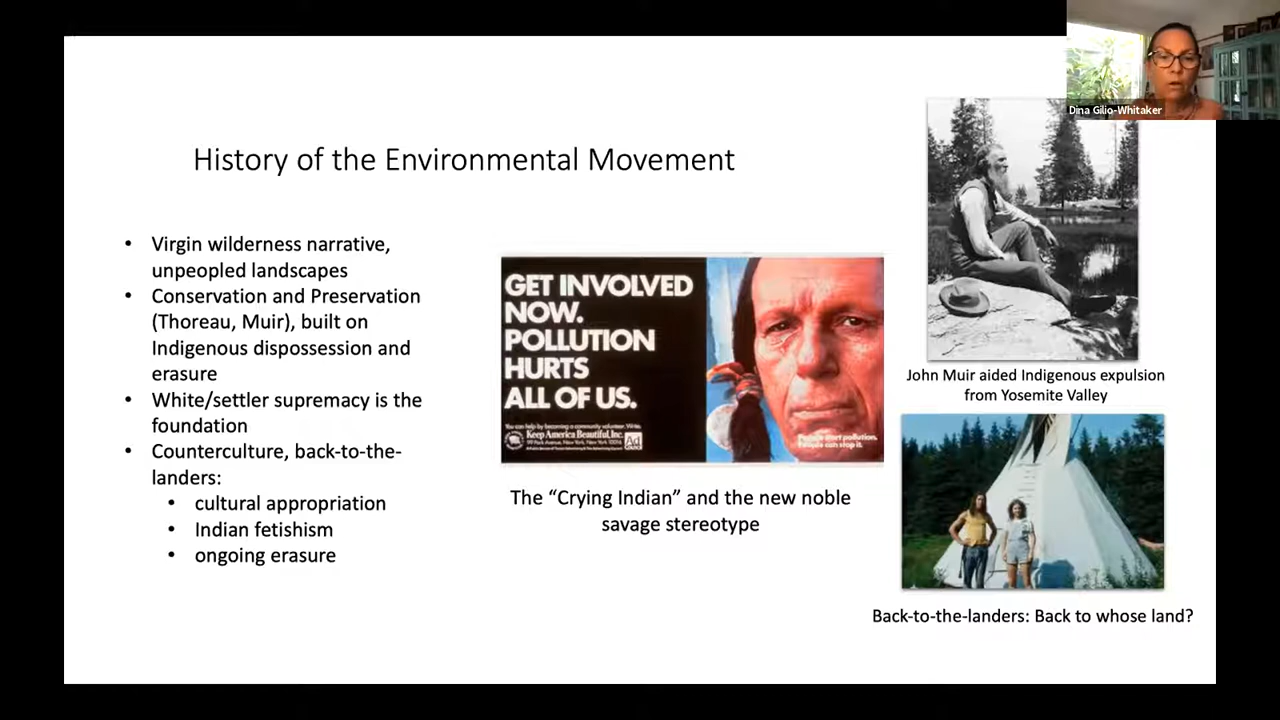 Dina Gilio-Whitaker
History of the Environmental Movement
• Virgin wilderness narrative,
unpeopled landscapes
• Conservation and Preservation
(Thoreau, Muir), built on
Indigenous dispossession and
erasure
• White/settler supremacy is the
foundation
• Counterculture, back-to-the-
landers:
• cultural appropriation
• Indian fetishism
• ongoing erasure
GET INVOLVED
NOW.
POLLUTION
HURTS
ALL OF US.
You can help by becoming a community volunteer. Write:
Keep America Beautiful, Inc.
99 Park Avenue, New York, New York 10016
Ad
People start pollution.
People can stop it.
The “Crying Indian” and the new noble
savage stereotype
John Muir aided Indigenous expulsion
from Yosemite Valley
Back-to-the-landers: Back to whose land?